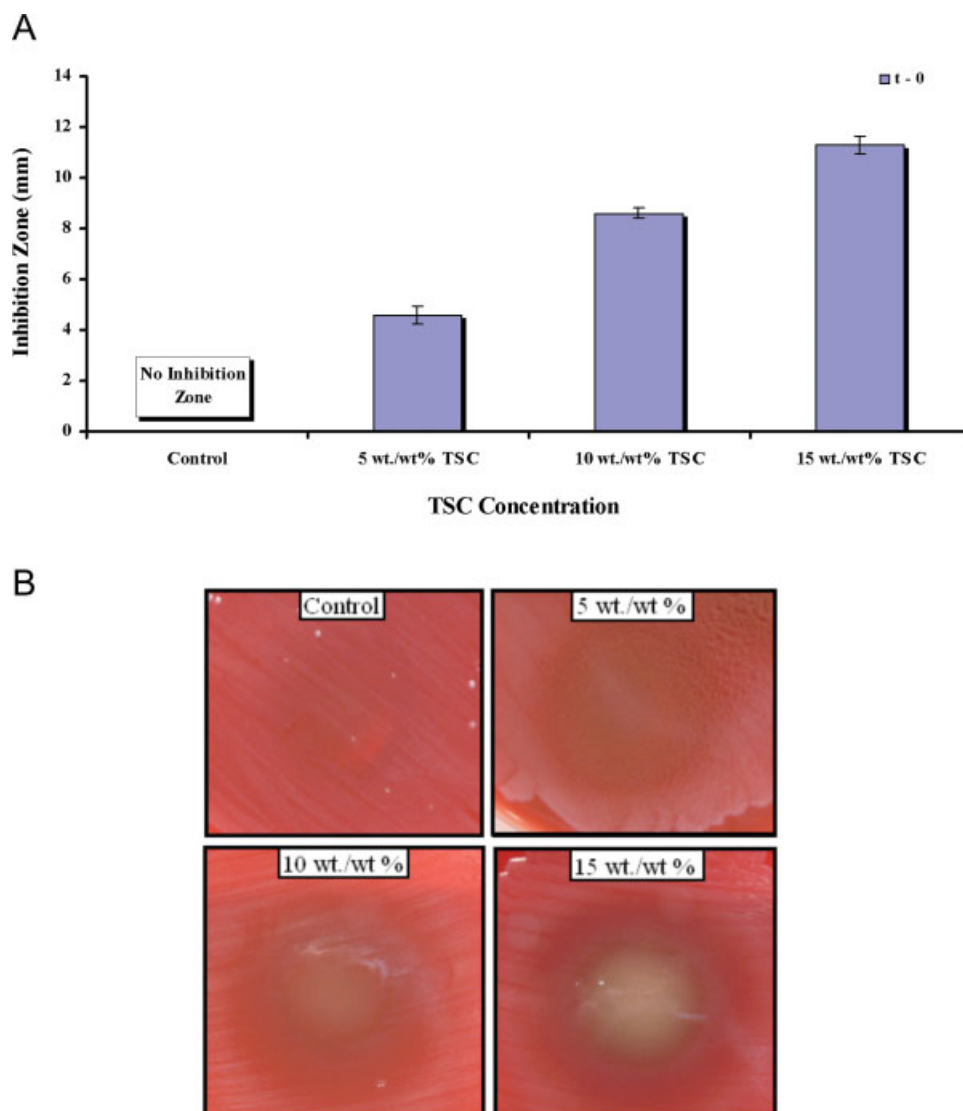 A
14
12
10
8
6
4
2
0
Inhibition Zone (mm)
t - 0
No Inhibition
Zone
Control
5 wt./wt% TSC
10 wt./wt% TSC
15 wt./wt% TSC
TSC Concentration
B
Control
5 wt./wt %
10 wt./wt %
15 wt./wt %